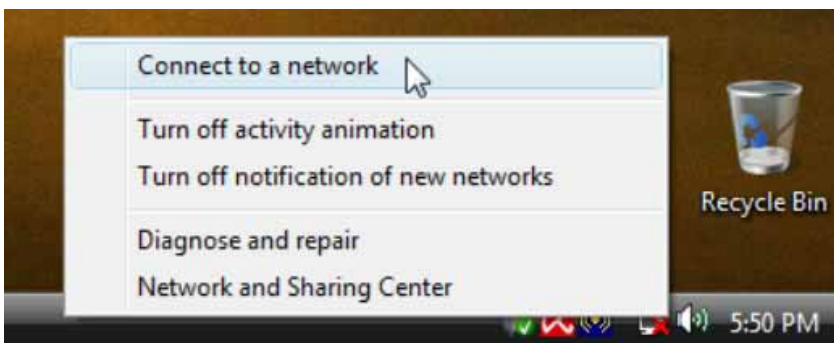 Connect to a network
Turn off activity animation
Turn off notification of new networks
Diagnose and repair
Network and Sharing Center
Recycle Bin
5:50 PM